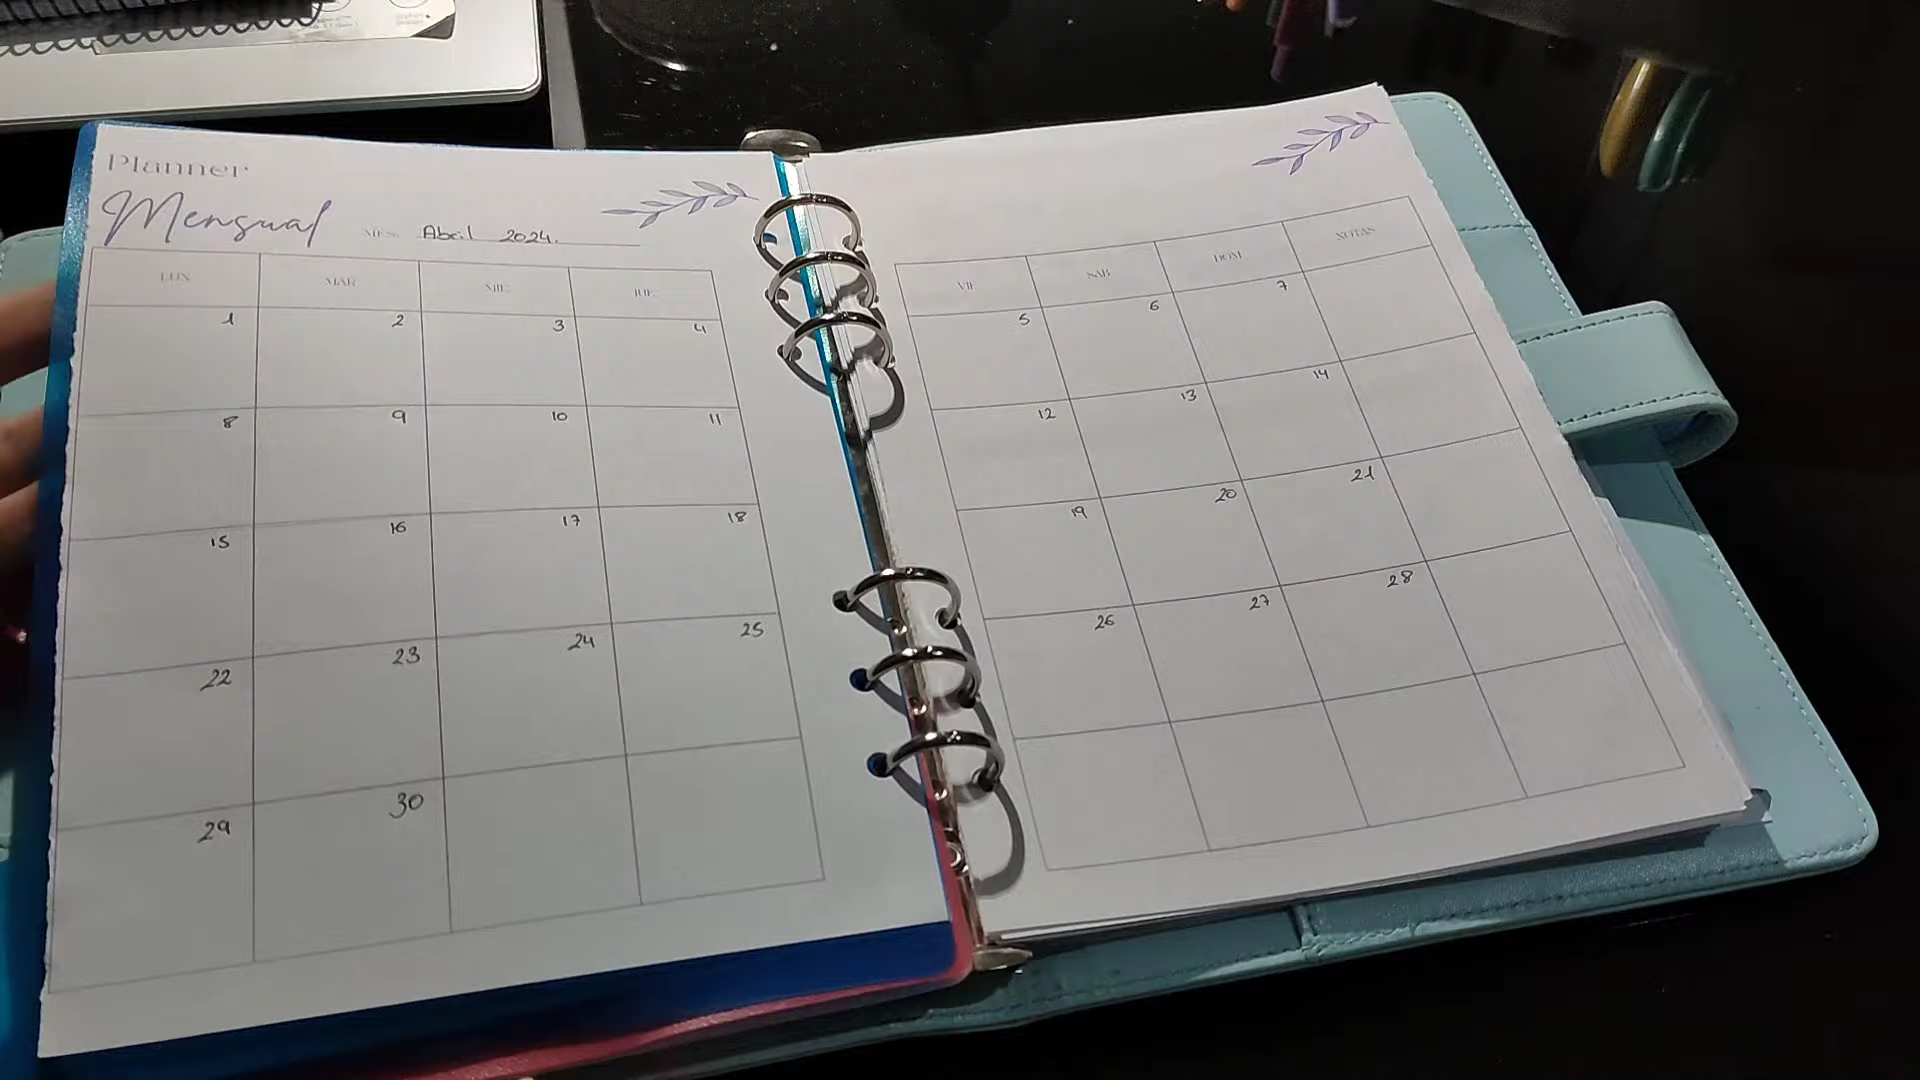 Planner
Mensual
MES: Abril 2024.
LUN MAR MIE JUE
1 2 3 4
8 9 10 11
15 16 17 18
22 23 24 25
29 30
VIE SAB DOM NOTAS
5 6 7
12 13 14
19 20 21
26 27 28